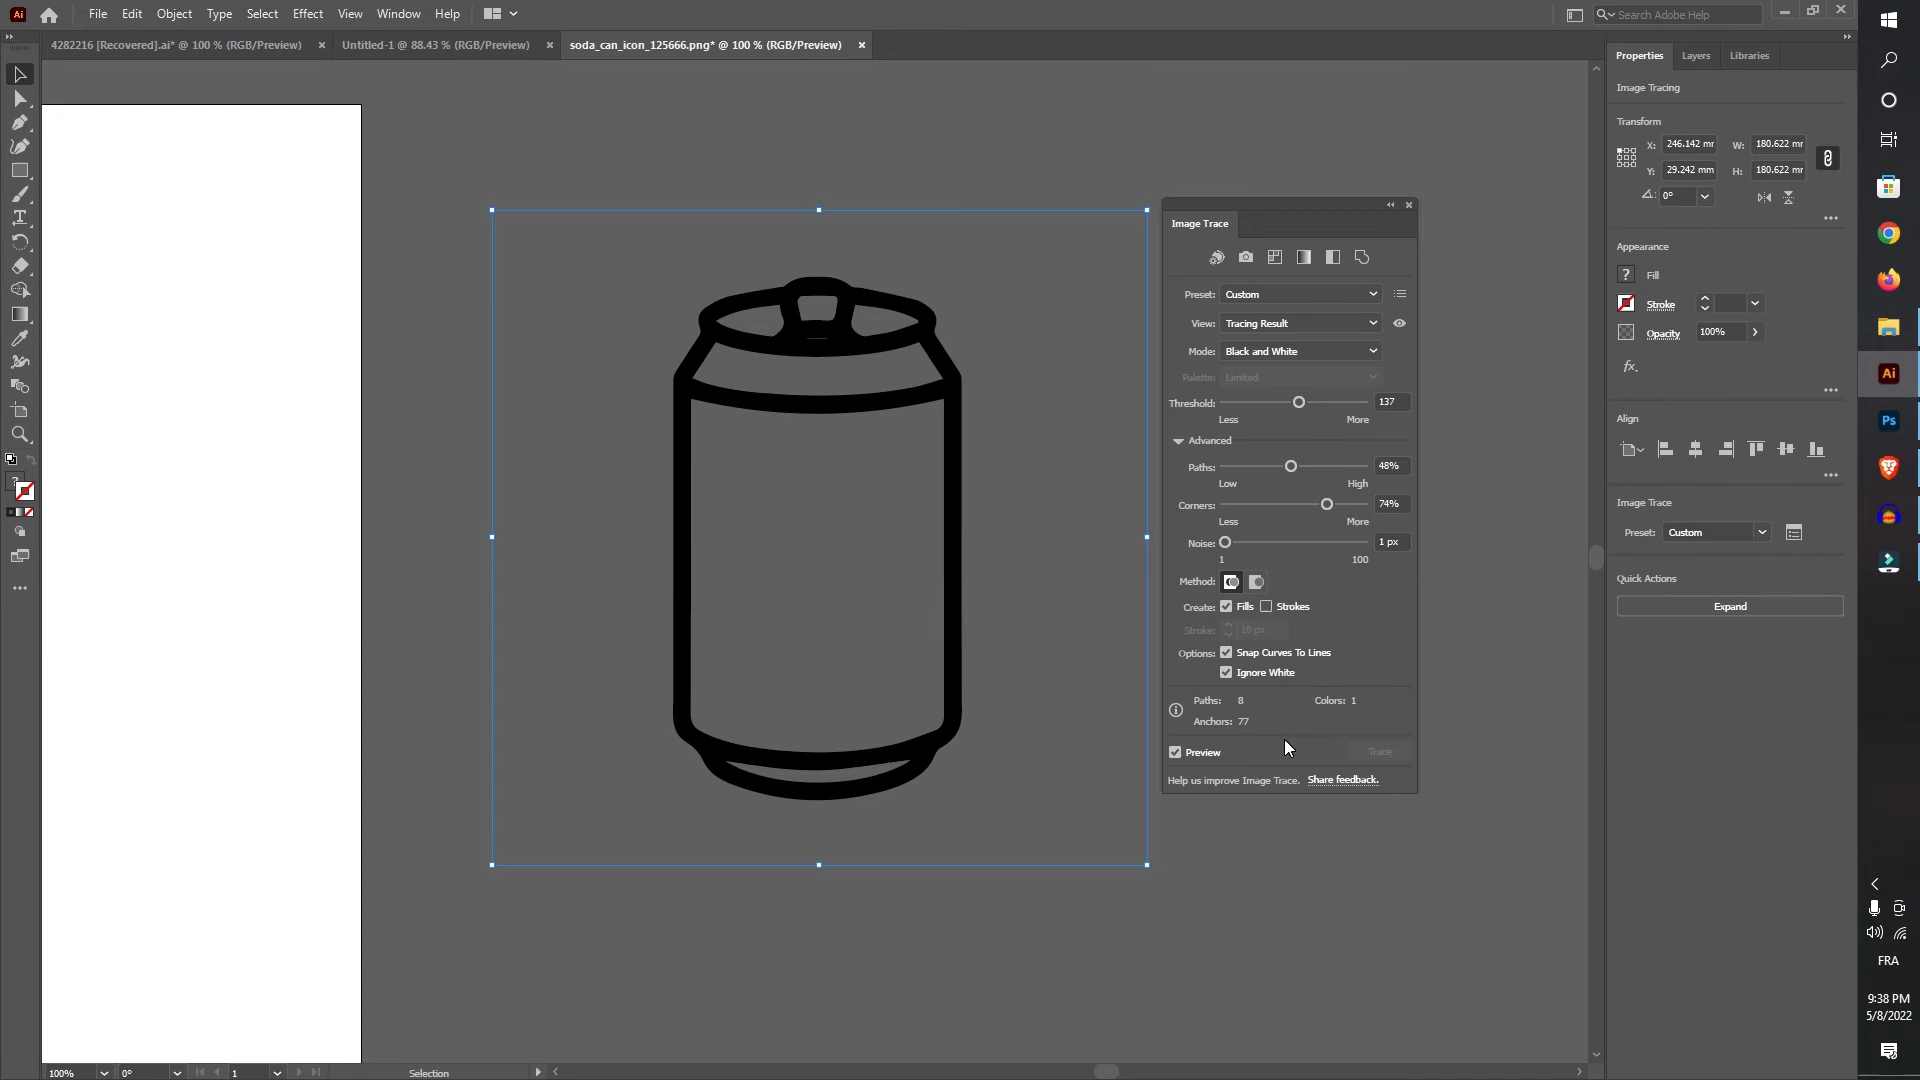 Ai File Edit Object Type Select Effect View Window Help Search Adobe Help
4282216 [Recovered].ai* @ 100 % (RGB/Preview) × Untitled-1 @ 88.43 % (RGB/Preview) × soda_can_icon_125666.png* @ 100 % (RGB/Preview) ×
Properties Layers Libraries
Image Tracing
Transform
X: 246.142 mm W: 180.622 mm
Y: 29.242 mm H: 180.622 mm
0°
Appearance
? Fill
Stroke
Opacity 100%
fx.
Align
Image Trace
Preset: Custom
Quick Actions
Expand
Image Trace
Preset: Custom
View: Tracing Result
Mode: Black and White
Palette: Limited
Threshold: 137
Less More
Advanced
Paths: 48%
Low High
Corners: 74%
Less More
Noise: 1 px
1 100
Method:
Create: Fills Strokes
Stroke: 10 px
Options: Snap Curves To Lines
Ignore White
Paths: 8 Colors: 1
Anchors: 77
Preview Trace
Help us improve Image Trace. Share feedback.
?
100% 0° 1 Selection
Ai
Ps
FRA
9:38 PM
5/8/2022